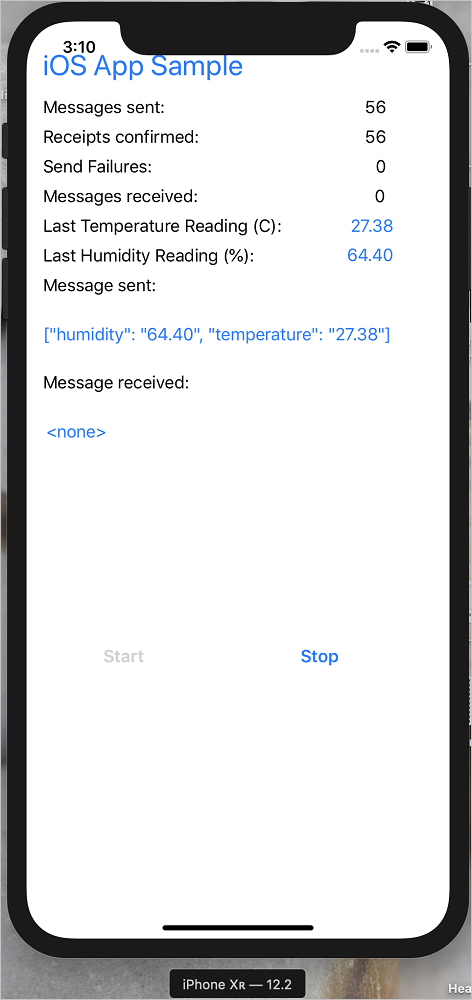 3:10
iOS App Sample
Messages sent: 56
Receipts confirmed: 56
Send Failures: 0
Messages received: 0
Last Temperature Reading (C): 27.38
Last Humidity Reading (%): 64.40
Message sent:
["humidity": "64.40", "temperature": "27.38"]
Message received:
<none>
Start Stop
iPhone Xʀ — 12.2
Hea